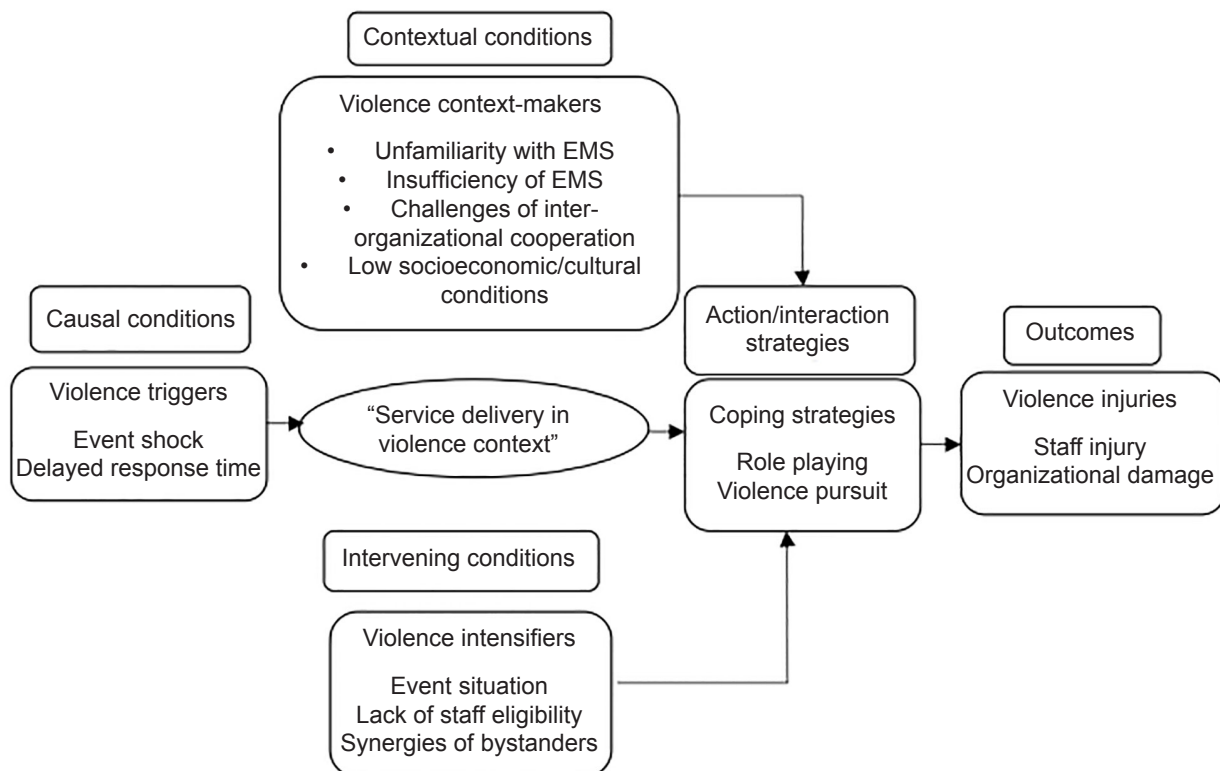 Contextual conditions
Violence context-makers
• Unfamiliarity with EMS
• Insufficiency of EMS
• Challenges of inter-
organizational cooperation
• Low socioeconomic/cultural
conditions
Causal conditions
Violence triggers
Event shock
Delayed response time
“Service delivery in
violence context”
Action/interaction
strategies
Coping strategies
Role playing
Violence pursuit
Outcomes
Violence injuries
Staff injury
Organizational damage
Intervening conditions
Violence intensifiers
Event situation
Lack of staff eligibility
Synergies of bystanders